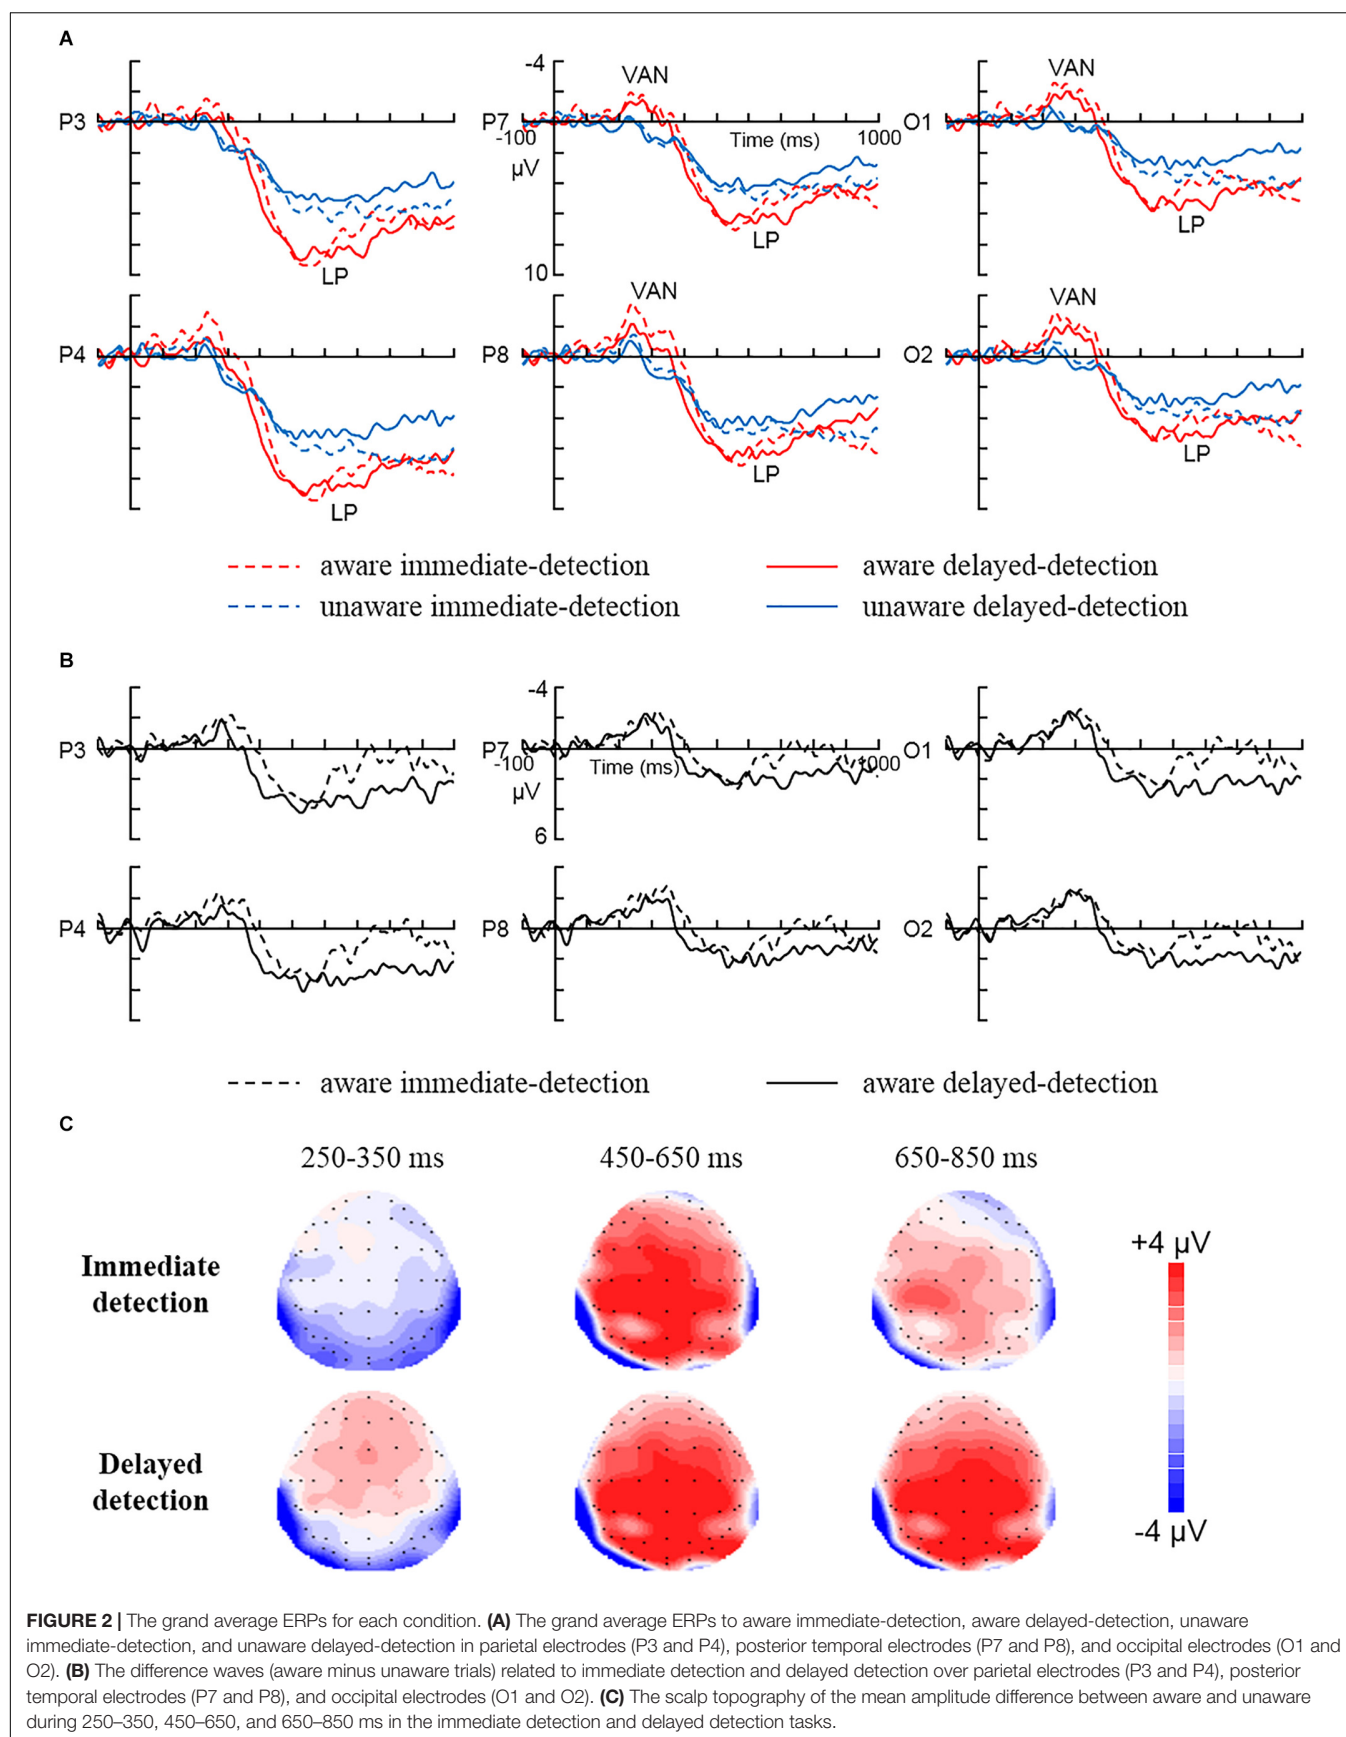 A
-4
VAN
VAN
P3
P7
O1
-100
Time (ms)
1000
µV
LP
LP
LP
10
VAN
VAN
P4
P8
O2
LP
LP
LP
aware immediate-detection
aware delayed-detection
unaware immediate-detection
unaware delayed-detection
B
-4
P3
P7
O1
-100
Time (ms)
1000
µV
6
P4
P8
O2
aware immediate-detection
aware delayed-detection
C
250-350 ms
450-650 ms
650-850 ms
+4 µV
Immediate
detection
Delayed
detection
-4 µV
FIGURE 2 | The grand average ERPs for each condition. (A) The grand average ERPs to aware immediate-detection, aware delayed-detection, unaware
immediate-detection, and unaware delayed-detection in parietal electrodes (P3 and P4), posterior temporal electrodes (P7 and P8), and occipital electrodes (O1 and
O2). (B) The difference waves (aware minus unaware trials) related to immediate detection and delayed detection over parietal electrodes (P3 and P4), posterior
temporal electrodes (P7 and P8), and occipital electrodes (O1 and O2). (C) The scalp topography of the mean amplitude difference between aware and unaware
during 250–350, 450–650, and 650–850 ms in the immediate detection and delayed detection tasks.